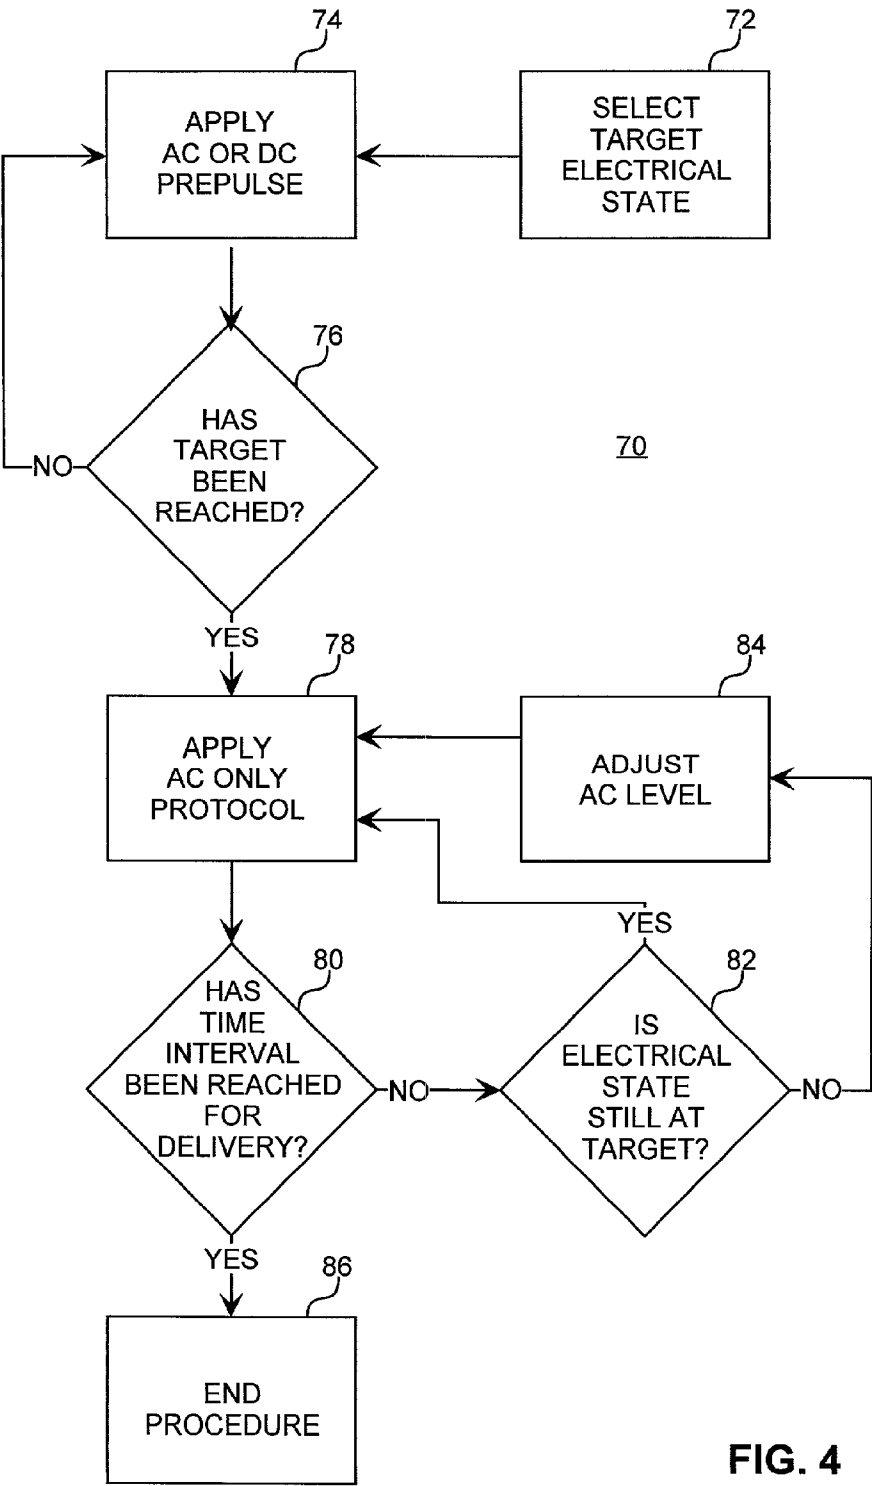 74
72
APPLY
AC OR DC
PREPULSE
SELECT
TARGET
ELECTRICAL
STATE
76
HAS
TARGET
BEEN
REACHED?
NO
70
YES
78
84
APPLY
AC ONLY
PROTOCOL
ADJUST
AC LEVEL
YES
80
82
HAS
TIME
INTERVAL
BEEN REACHED
FOR
DELIVERY?
NO
IS
ELECTRICAL
STATE
STILL AT
TARGET?
NO
YES
86
END
PROCEDURE
FIG. 4